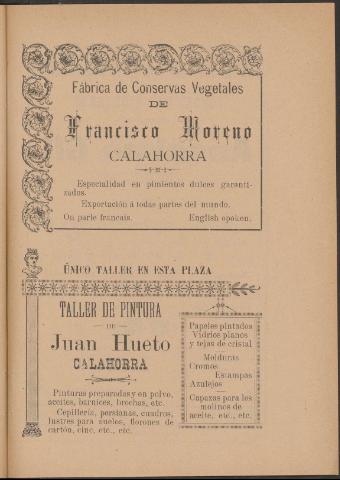 Fábrica de Conservas Vegetales
DE
Francisco Moreno
CALAHORRA
Especialidad en pimientos dulces garanti-
zados.
Exportación á todas partes del mundo.
On parle francais.
English opoken.
ÚNICO TALLER EN ESTA PLAZA
TALLER DE PINTURA
DE
Juan Hueto
CALAHORRA
Pinturas preparadas y en polvo,
aceites, barnices, brochas, etc.
Cepillería, persianas, cuadros,
lustres para suelos, florones de
cartón, cinc, etc., etc.
Papeles pintados
Vidrios planos
y tejas de cristal
Molduras
Cromos
Estampas
Azulejos
Capazas para los
molinos de
aceite, etc., etc.